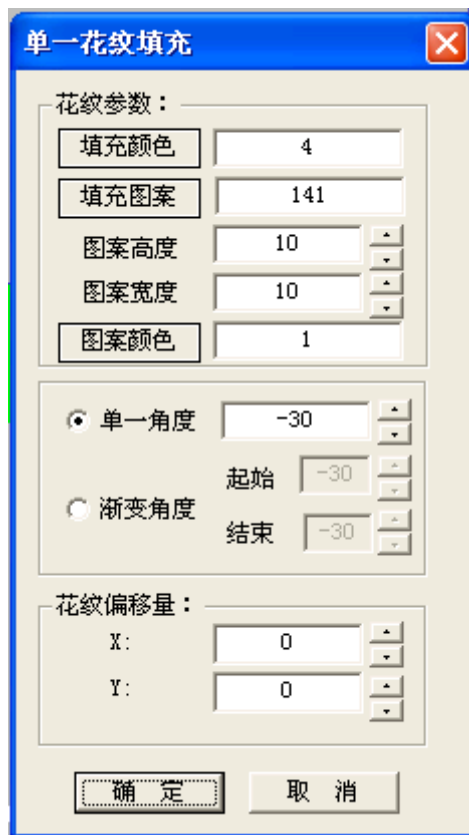 单一花纹填充
花纹参数：
填充颜色 4
填充图案 141
图案高度 10
图案宽度 10
图案颜色 1
单一角度 -30
起始 -30
渐变角度
结束 -30
花纹偏移量：
X: 0
Y: 0
确 定 取 消